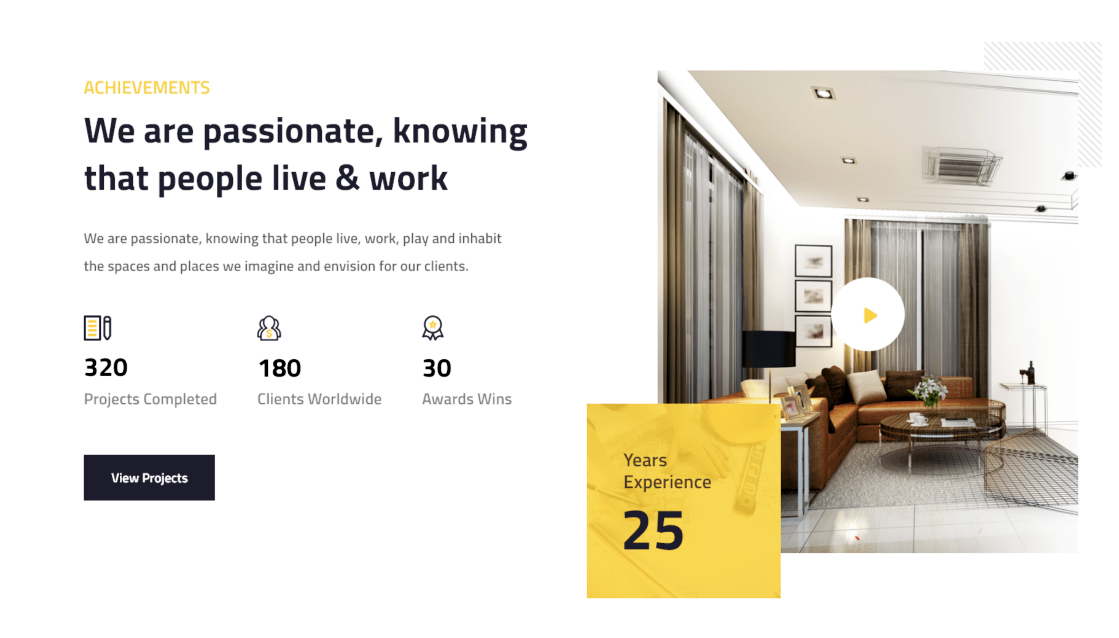 ACHIEVEMENTS
We are passionate, knowing
that people live & work
We are passionate, knowing that people live, work, play and inhabit
the spaces and places we imagine and envision for our clients.
320
Projects Completed
180
Clients Worldwide
30
Awards Wins
View Projects
Years
Experience
25